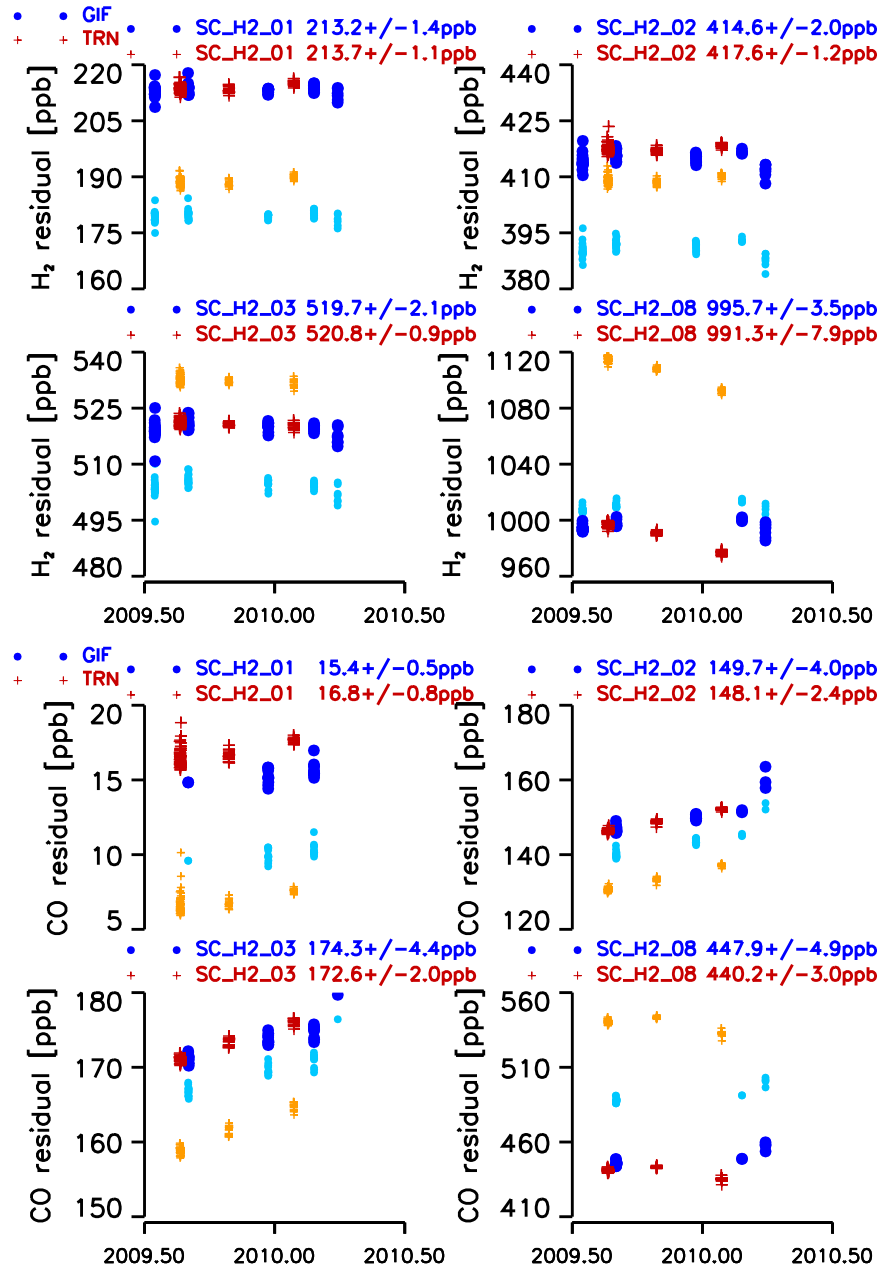 GIF
TRN
SC_H2_01 213.2+/-1.4ppb
SC_H2_01 213.7+/-1.1ppb
SC_H2_02 414.6+/-2.0ppb
SC_H2_02 417.6+/-1.2ppb
H₂ residual [ppb]
220
205
190
175
160
H₂ residual [ppb]
440
425
410
395
380
SC_H2_03 519.7+/-2.1ppb
SC_H2_03 520.8+/-0.9ppb
SC_H2_08 995.7+/-3.5ppb
SC_H2_08 991.3+/-7.9ppb
H₂ residual [ppb]
540
525
510
495
480
H₂ residual [ppb]
1120
1080
1040
1000
960
2009.50 2010.00 2010.50
2009.50 2010.00 2010.50
GIF
TRN
SC_H2_01 15.4+/-0.5ppb
SC_H2_01 16.8+/-0.8ppb
SC_H2_02 149.7+/-4.0ppb
SC_H2_02 148.1+/-2.4ppb
CO residual [ppb]
20
15
10
5
CO residual [ppb]
180
160
140
120
SC_H2_03 174.3+/-4.4ppb
SC_H2_03 172.6+/-2.0ppb
SC_H2_08 447.9+/-4.9ppb
SC_H2_08 440.2+/-3.0ppb
CO residual [ppb]
180
170
160
150
CO residual [ppb]
560
510
460
410
2009.50 2010.00 2010.50
2009.50 2010.00 2010.50